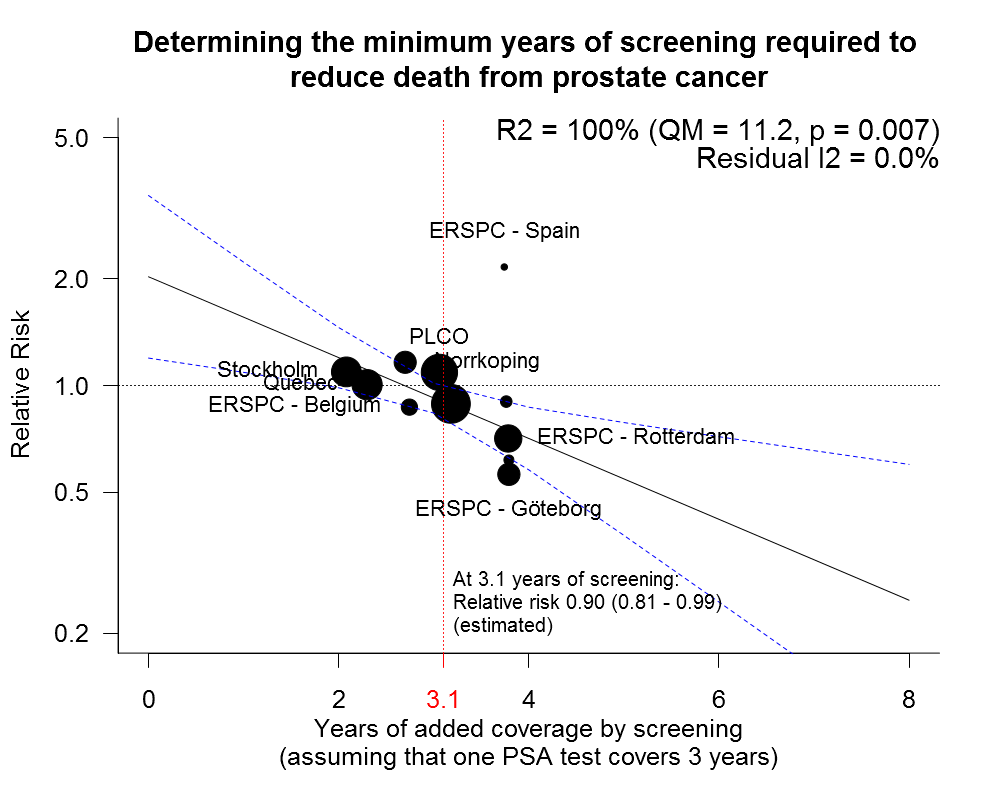 Determining the minimum years of screening required to
reduce death from prostate cancer
R2 = 100% (QM = 11.2, p = 0.007)
Residual I2 = 0.0%
5.0
2.0
1.0
0.5
0.2
Relative Risk
ERSPC - Spain
PLCO
Norrkoping
Stockholm
Quebec
ERSPC - Belgium
ERSPC - Rotterdam
ERSPC - Göteborg
At 3.1 years of screening:
Relative risk 0.90 (0.81 - 0.99)
(estimated)
0 2 3.1 4 6 8
Years of added coverage by screening
(assuming that one PSA test covers 3 years)